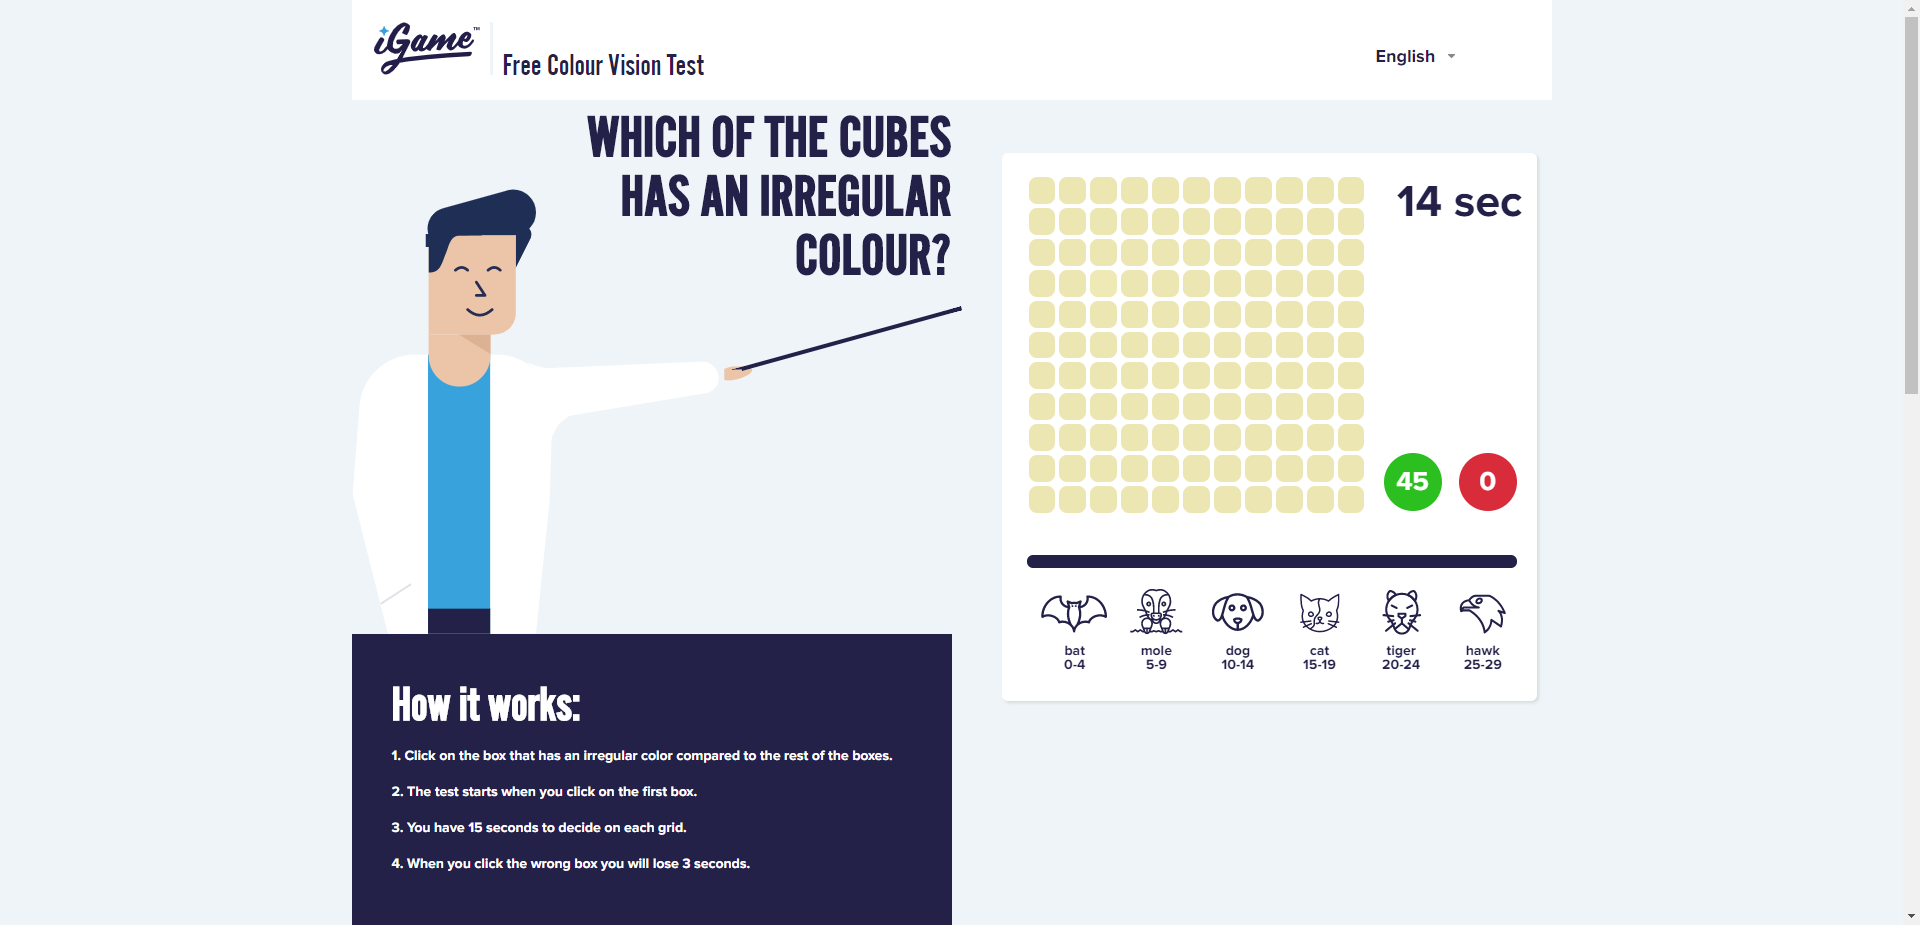 iGame™
Free Colour Vision Test
English
WHICH OF THE CUBES
HAS AN IRREGULAR
COLOUR?
14 sec
45
0
bat
0-4
mole
5-9
dog
10-14
cat
15-19
tiger
20-24
hawk
25-29
How it works:
1. Click on the box that has an irregular color compared to the rest of the boxes.
2. The test starts when you click on the first box.
3. You have 15 seconds to decide on each grid.
4. When you click the wrong box you will lose 3 seconds.